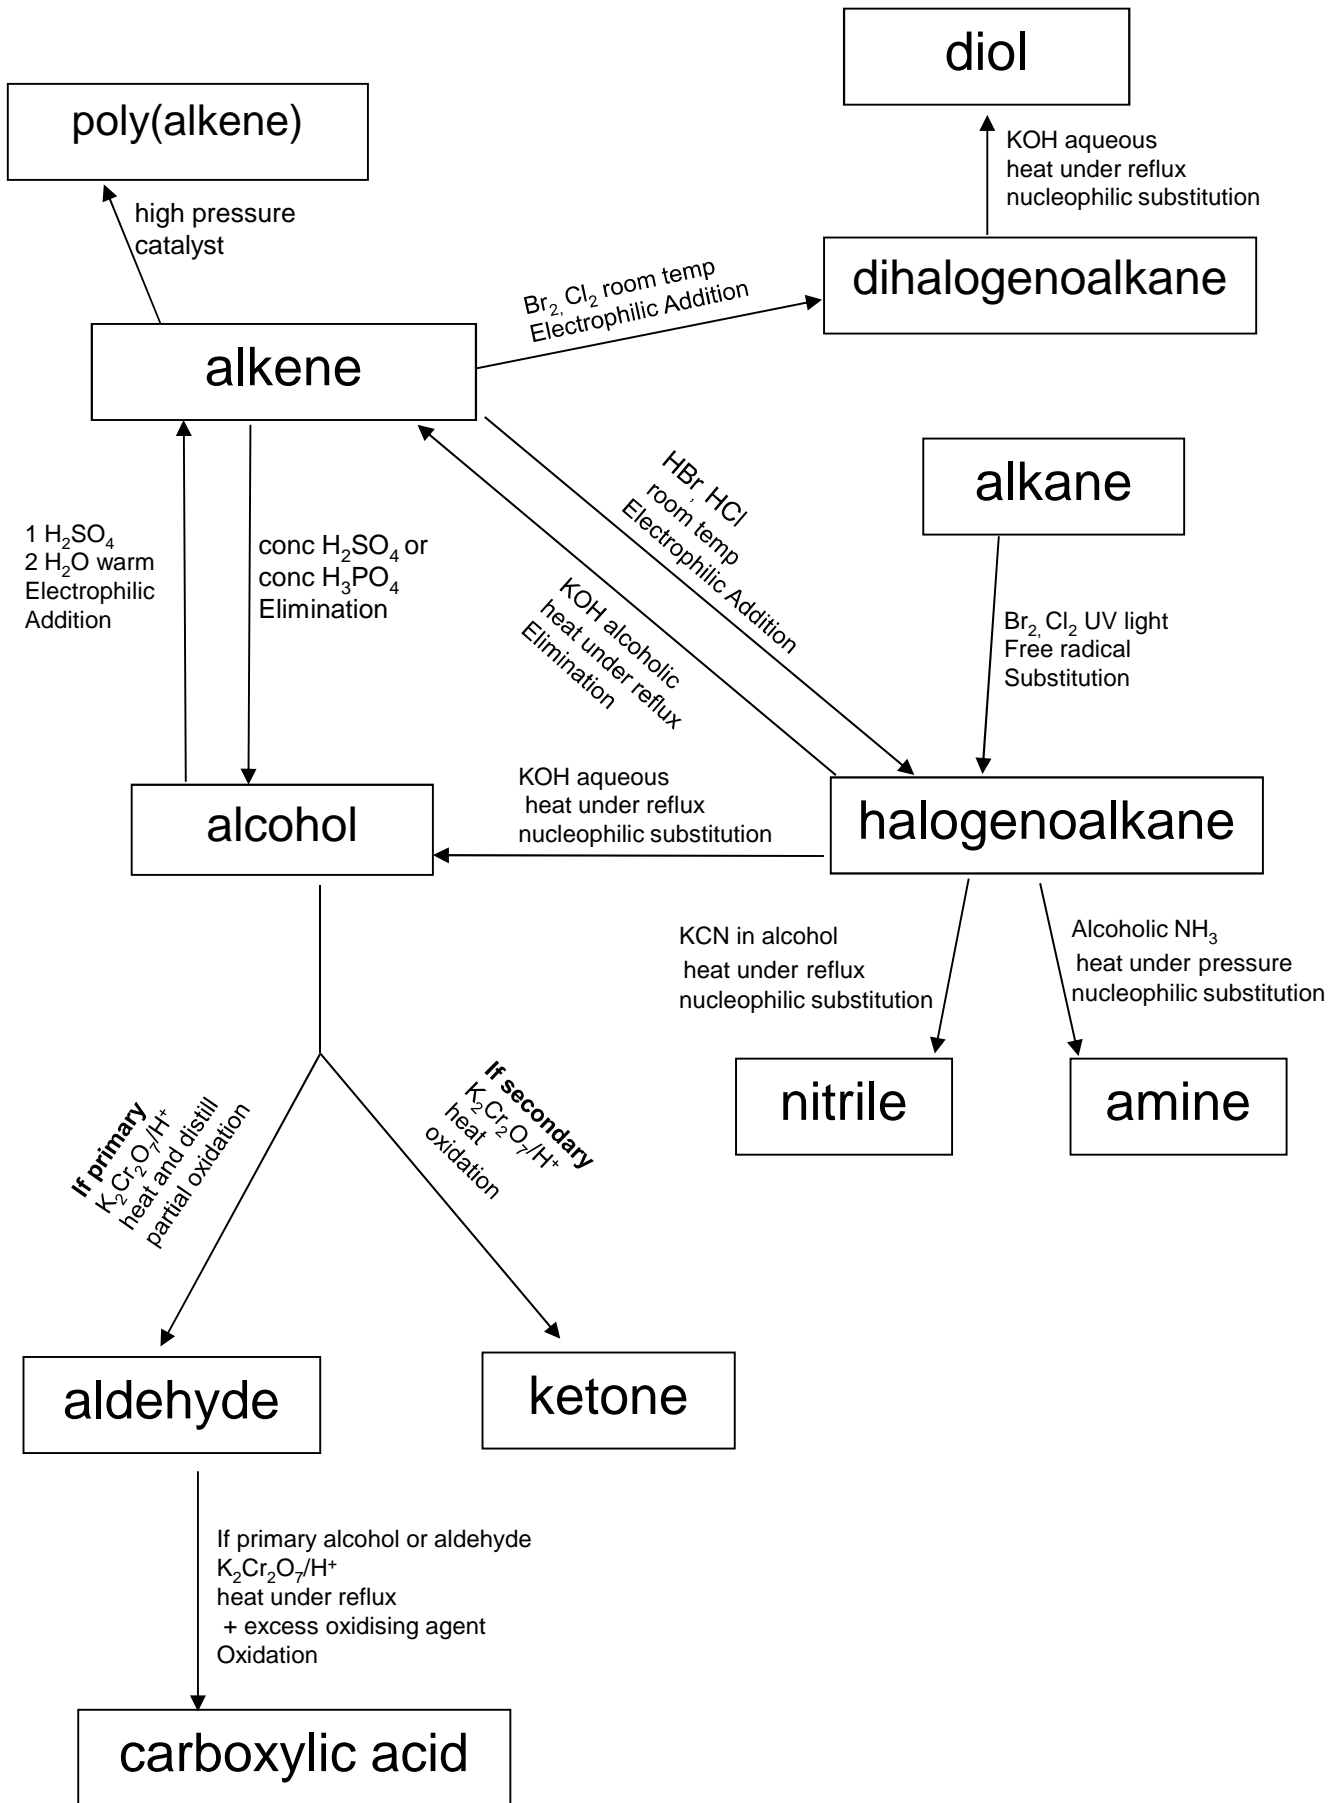 diol
poly(alkene)
KOH aqueous
heat under reflux
nucleophilic substitution
high pressure
catalyst
dihalogenoalkane
Br₂, Cl₂ room temp
Electrophilic Addition
alkene
HBr, HCl
room temp
Electrophilic Addition
alkane
1 H₂SO₄
2 H₂O warm
Electrophilic
Addition
conc H₂SO₄ or
conc H₃PO₄
Elimination
KOH alcoholic
heat under reflux
Elimination
Br₂, Cl₂ UV light
Free radical
Substitution
KOH aqueous
heat under reflux
nucleophilic substitution
alcohol
halogenoalkane
KCN in alcohol
heat under reflux
nucleophilic substitution
Alcoholic NH₃
heat under pressure
nucleophilic substitution
nitrile
amine
If primary
K₂Cr₂O₇/H⁺
heat and distill
partial oxidation
If secondary
K₂Cr₂O₇/H⁺
heat
oxidation
aldehyde
ketone
If primary alcohol or aldehyde
K₂Cr₂O₇/H⁺
heat under reflux
+ excess oxidising agent
Oxidation
carboxylic acid